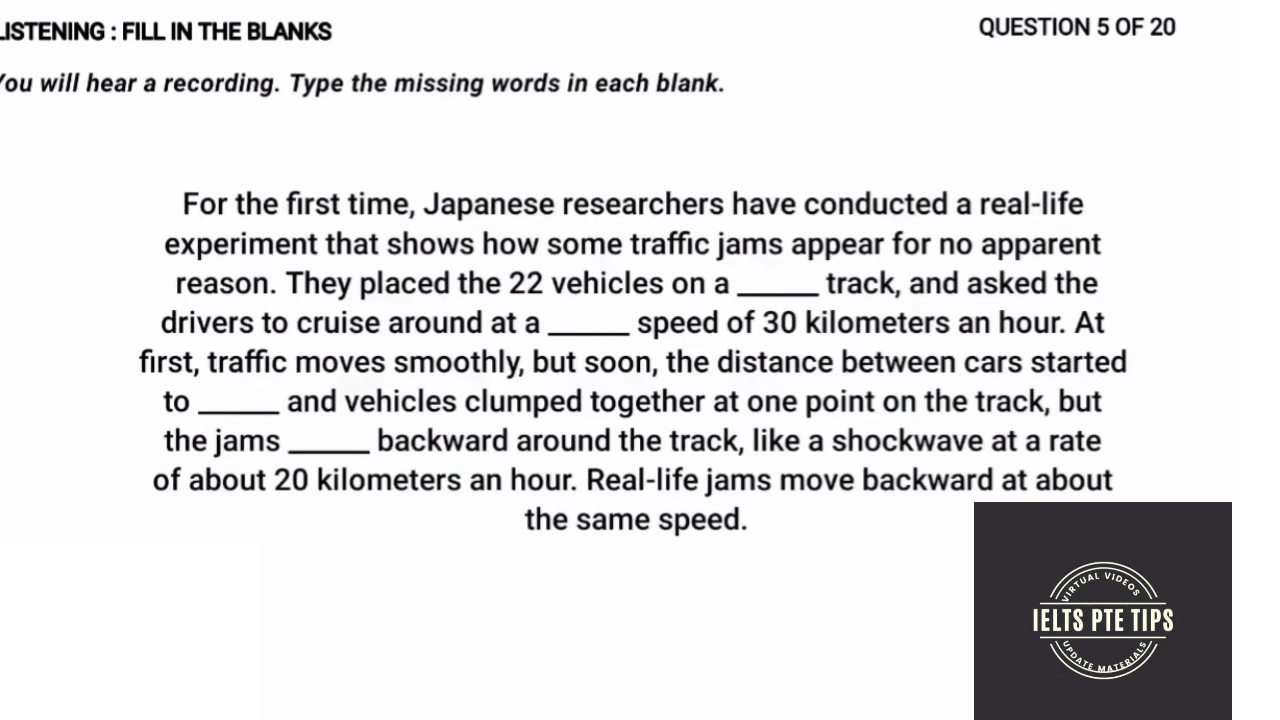 LISTENING : FILL IN THE BLANKS
QUESTION 5 OF 20
You will hear a recording. Type the missing words in each blank.
For the first time, Japanese researchers have conducted a real-life
experiment that shows how some traffic jams appear for no apparent
reason. They placed the 22 vehicles on a _____ track, and asked the
drivers to cruise around at a _____ speed of 30 kilometers an hour. At
first, traffic moves smoothly, but soon, the distance between cars started
to _____ and vehicles clumped together at one point on the track, but
the jams _____ backward around the track, like a shockwave at a rate
of about 20 kilometers an hour. Real-life jams move backward at about
the same speed.
VIRTUAL VIDEOS
IELTS PTE TIPS
UPDATE MATERIALS